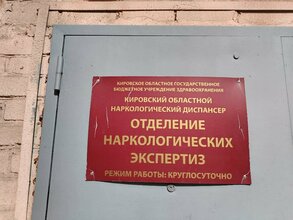 КИРОВСКОЕ ОБЛАСТНОЕ ГОСУДАРСТВЕННОЕ
БЮДЖЕТНОЕ УЧРЕЖДЕНИЕ ЗДРАВООХРАНЕНИЯ
КИРОВСКИЙ ОБЛАСТНОЙ
НАРКОЛОГИЧЕСКИЙ ДИСПАНСЕР
ОТДЕЛЕНИЕ
НАРКОЛОГИЧЕСКИХ
ЭКСПЕРТИЗ
РЕЖИМ РАБОТЫ: КРУГЛОСУТОЧНО